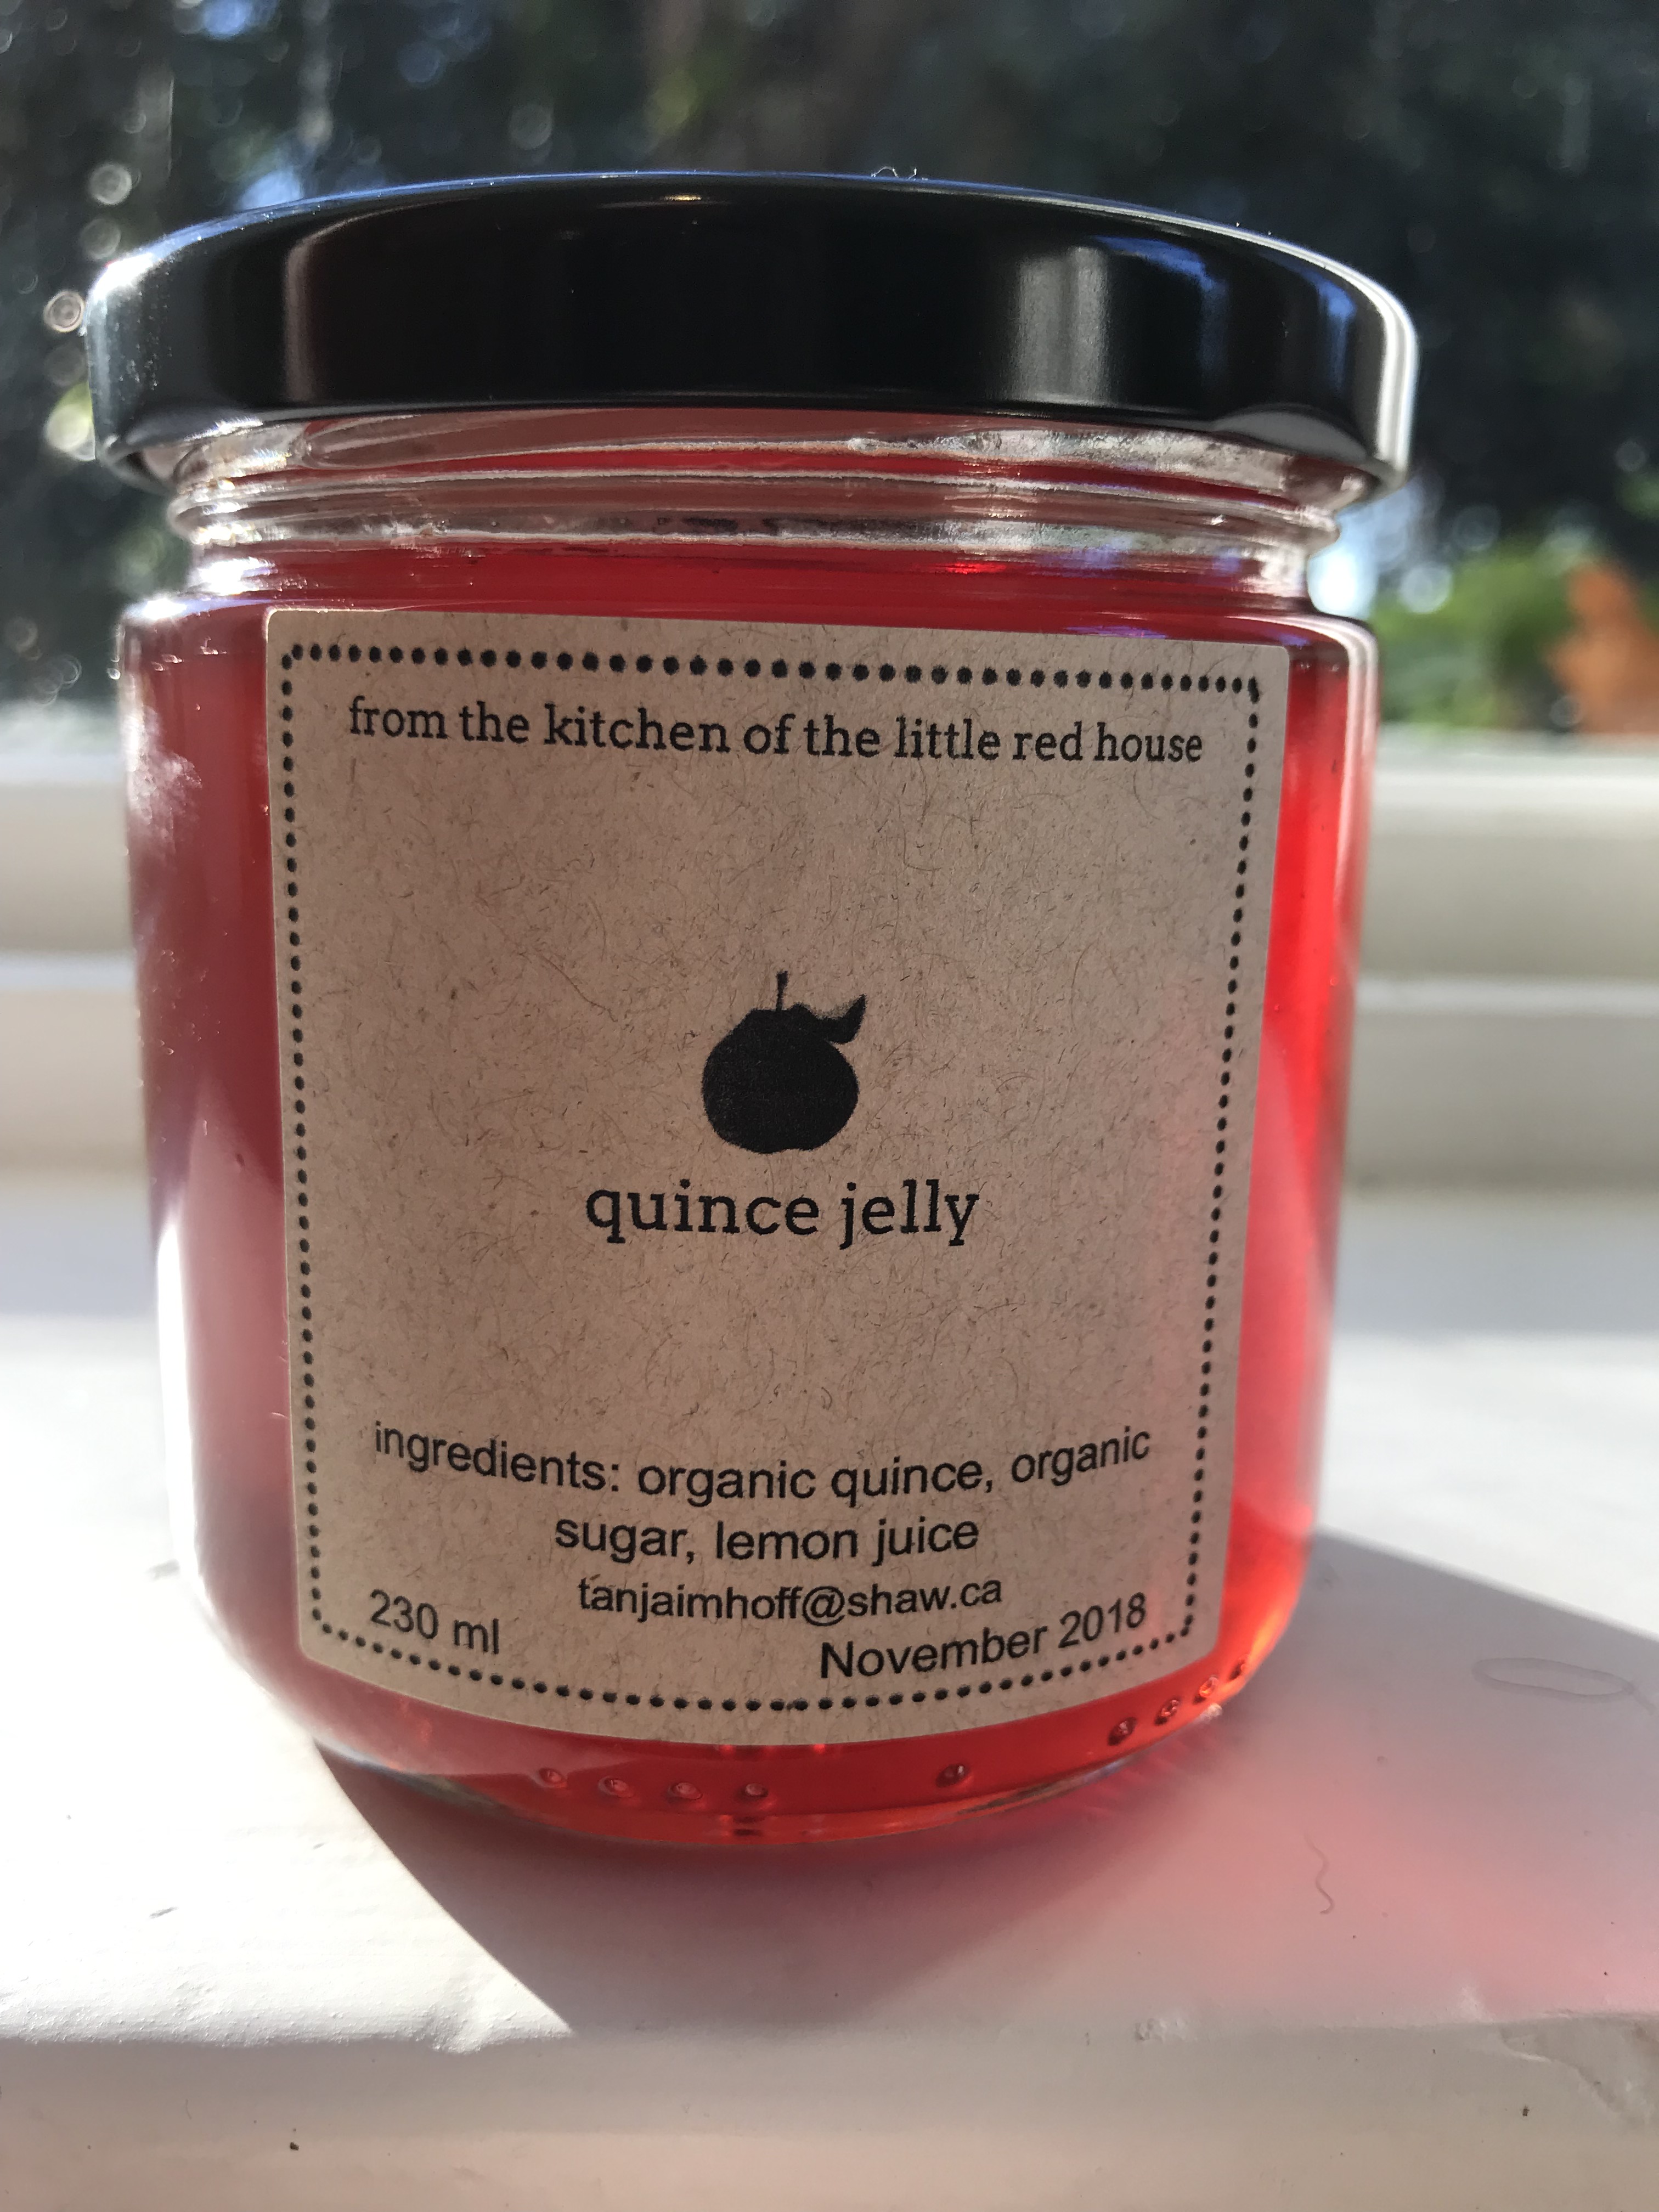 from the kitchen of the little red house
quince jelly
ingredients: organic quince, organic
sugar, lemon juice
tanjaimhoff@shaw.ca
230 ml
November 2018